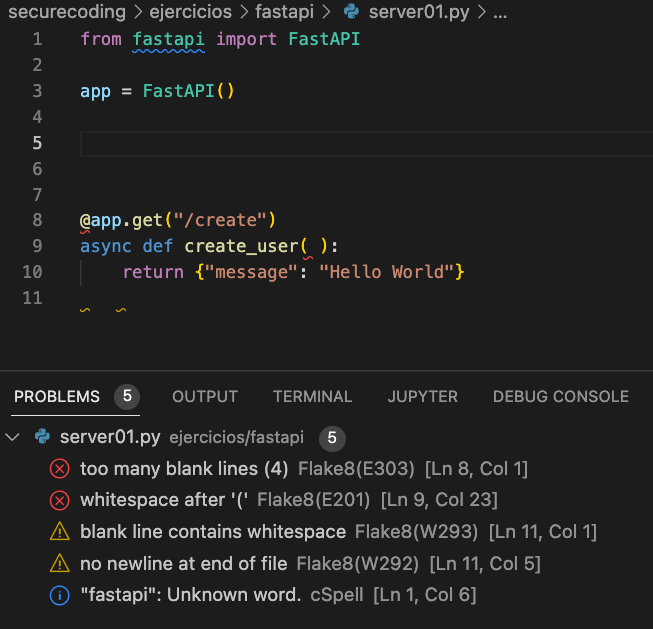 securecoding > ejercicios > fastapi > server01.py > ...
1 from fastapi import FastAPI
2
3 app = FastAPI()
4
5
6
7
8 @app.get("/create")
9 async def create_user( ):
10     return {"message": "Hello World"}
11
PROBLEMS 5 OUTPUT TERMINAL JUPYTER DEBUG CONSOLE
server01.py ejercicios/fastapi 5
too many blank lines (4) Flake8(E303) [Ln 8, Col 1]
whitespace after '(' Flake8(E201) [Ln 9, Col 23]
blank line contains whitespace Flake8(W293) [Ln 11, Col 1]
no newline at end of file Flake8(W292) [Ln 11, Col 5]
"fastapi": Unknown word. cSpell [Ln 1, Col 6]